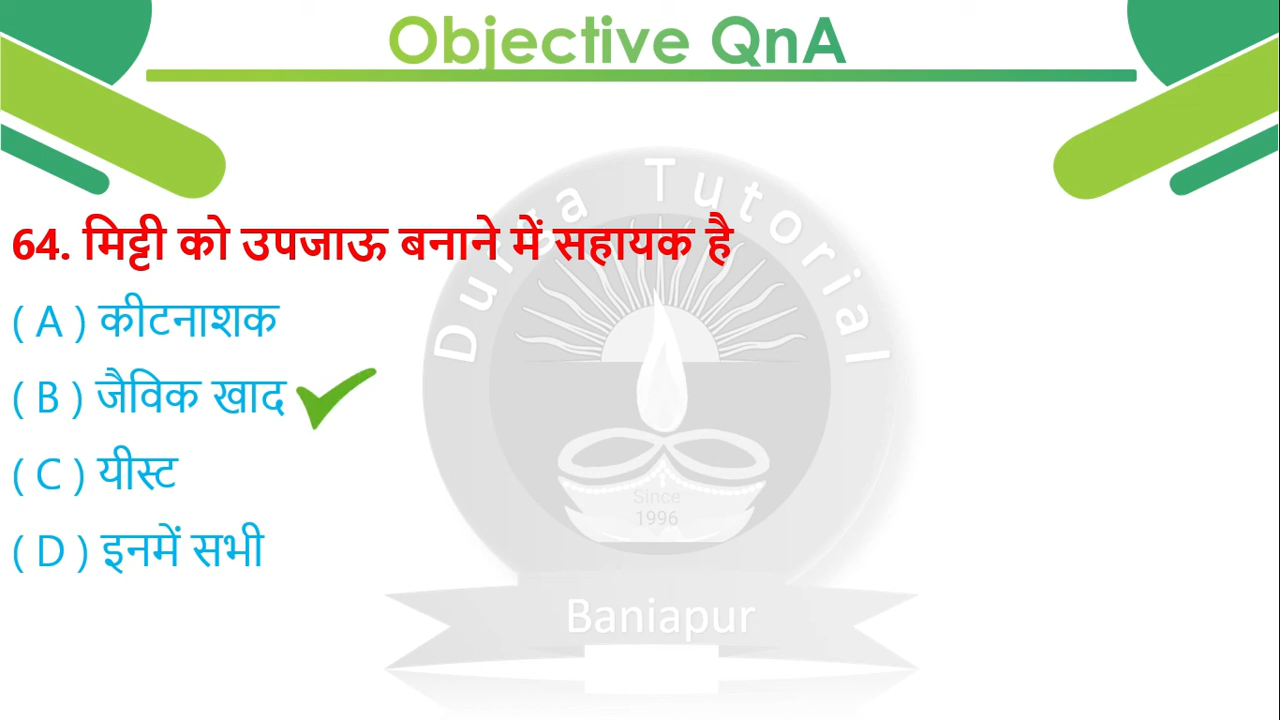 Objective QnA
Durga Tutorial
64. मिट्टी को उपजाऊ बनाने में सहायक है
( A ) कीटनाशक
( B ) जैविक खाद
( C ) यीस्ट
( D ) इनमें सभी
Since
1996
Baniapur